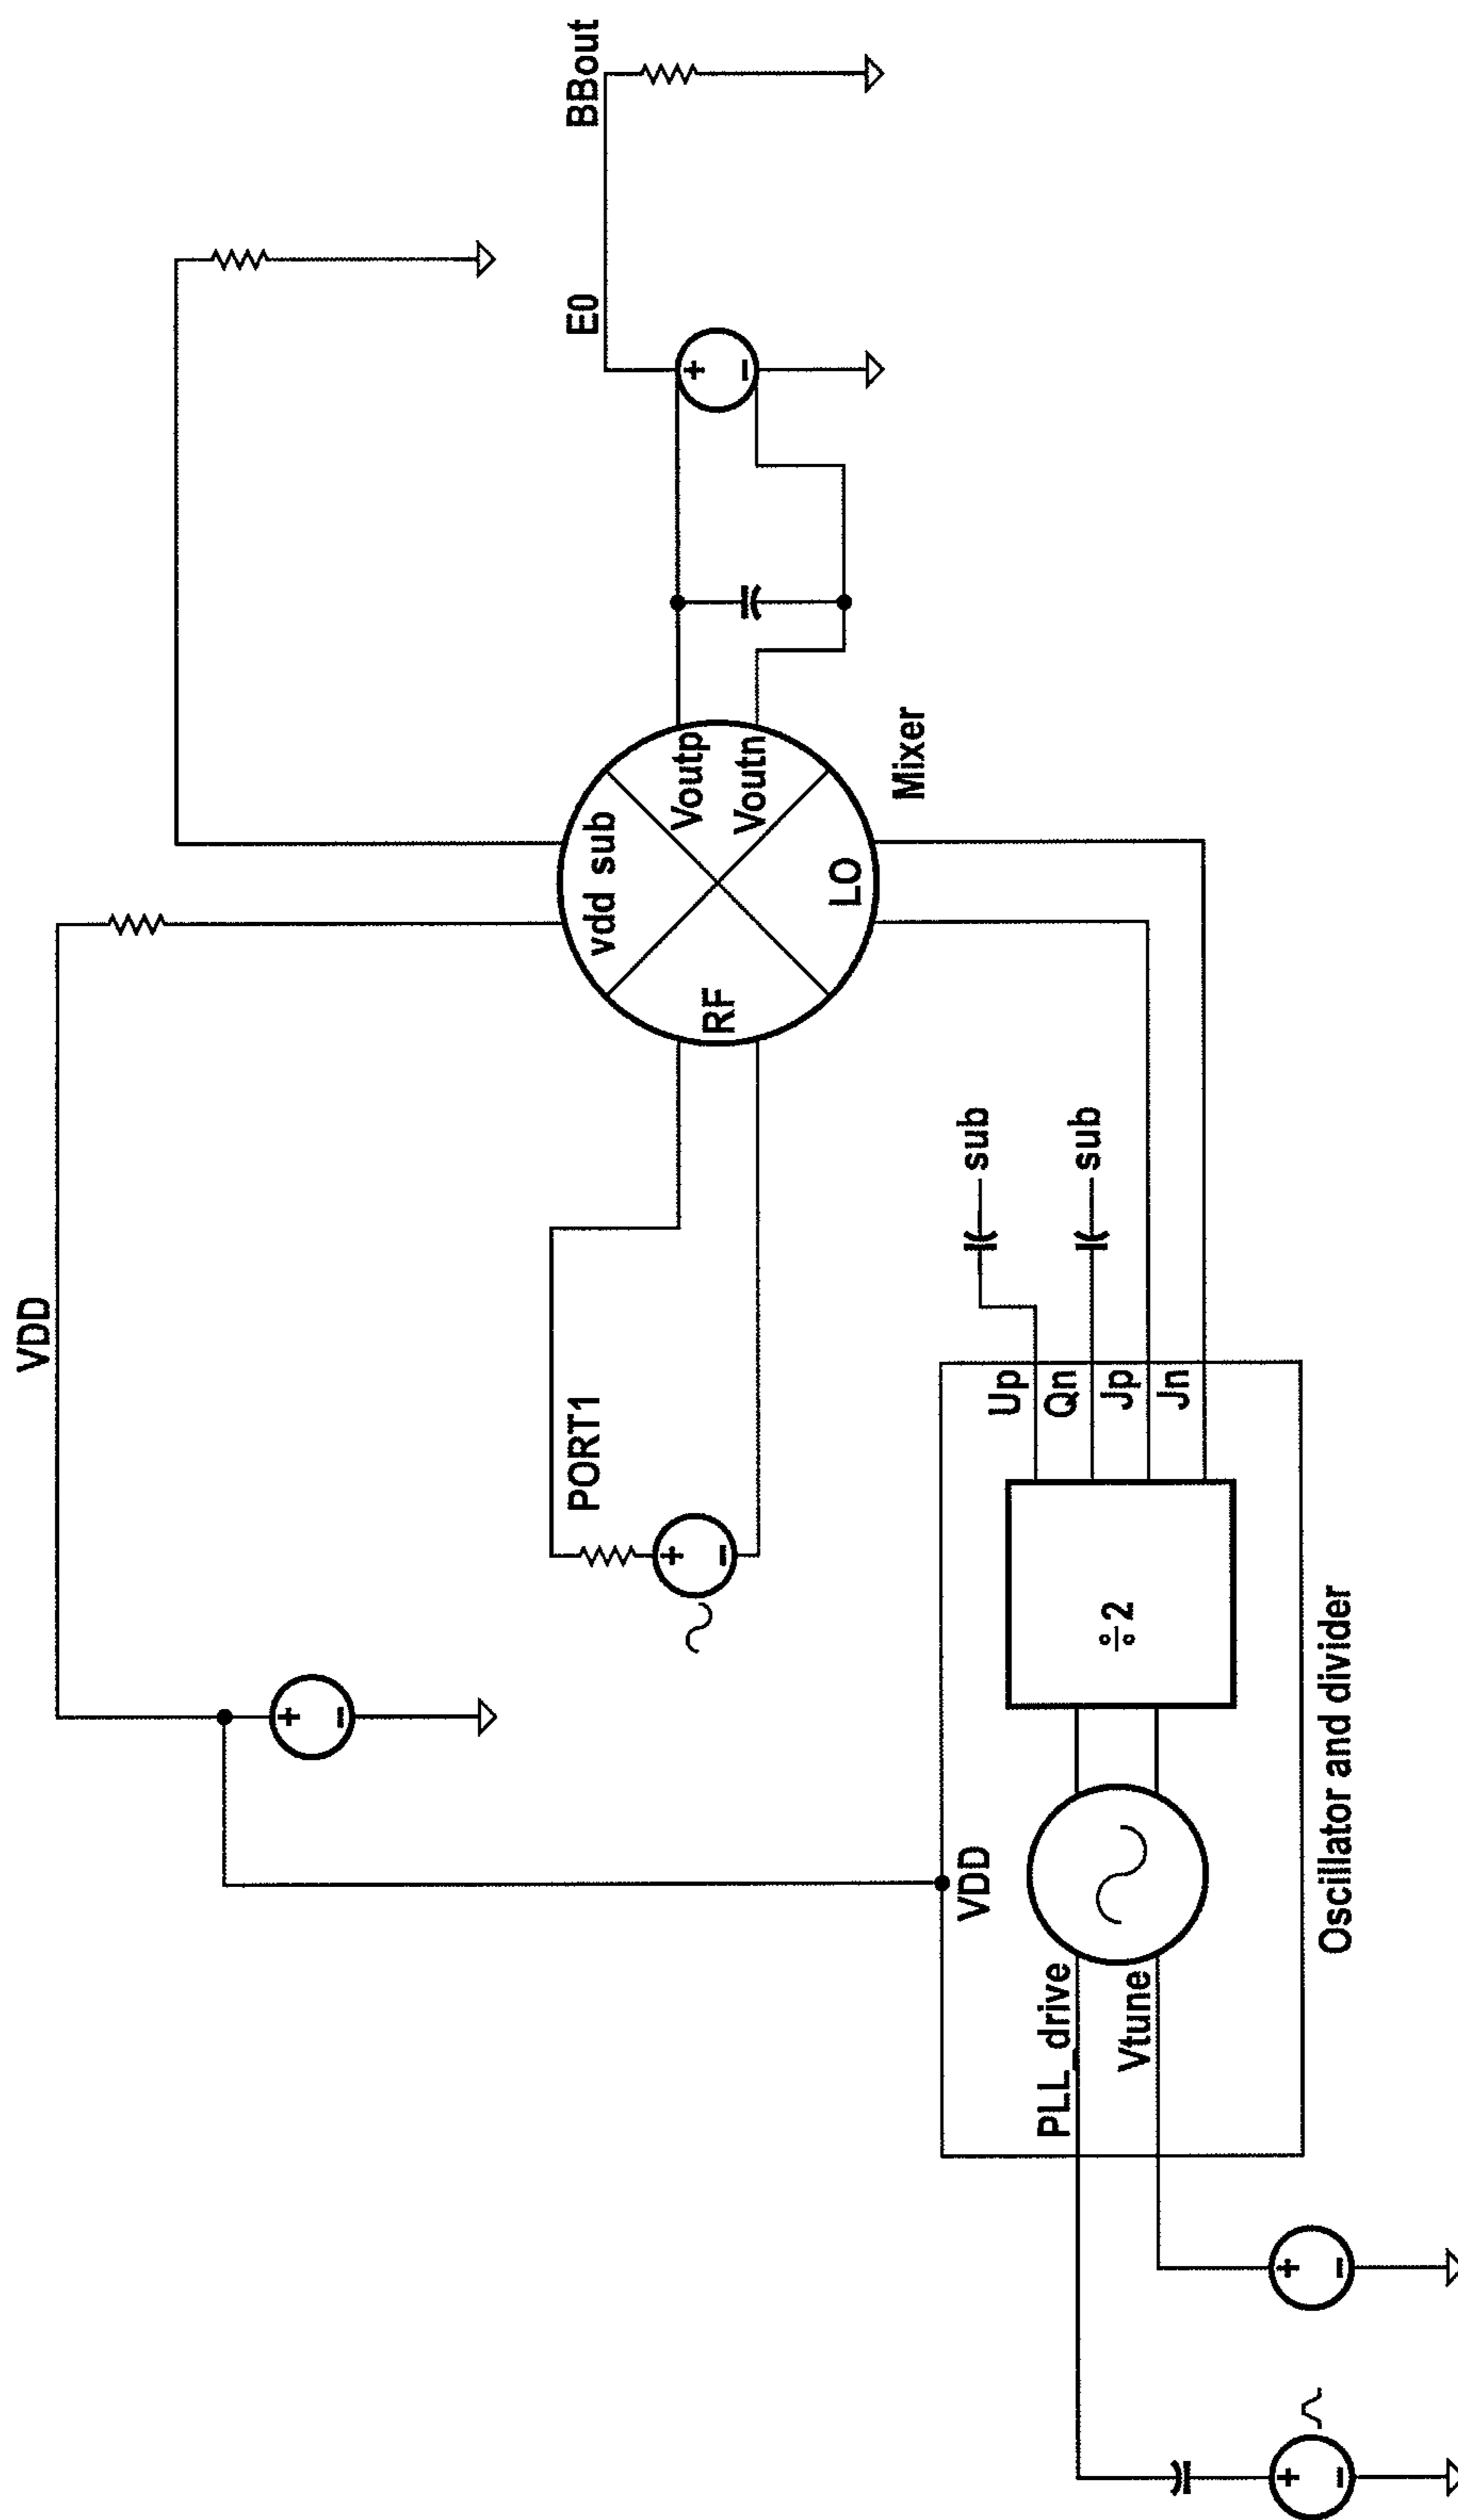 VDD
BBout
E0
PORT1
vdd sub
Voutp
Voutn
RF
LO
Mixer
sub
sub
VDD
Up
Qn
Jp
Jn
PLL_drive
Vtune
÷2
Oscillator and divider